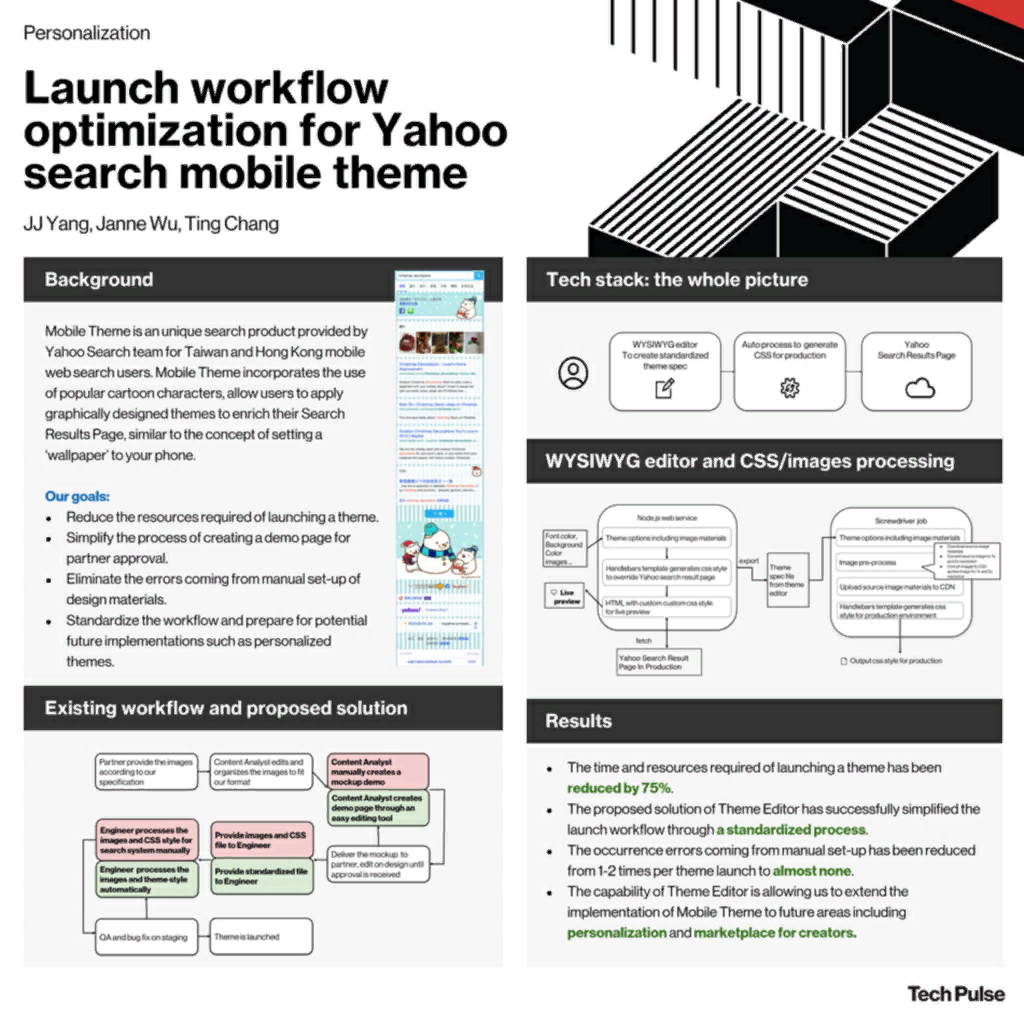 Personalization
Launch workflow
optimization for Yahoo
search mobile theme
JJ Yang, Janne Wu, Ting Chang
Background
Mobile Theme is an unique search product provided by
Yahoo Search team for Taiwan and Hong Kong mobile
web search users. Mobile Theme incorporates the use
of popular cartoon characters, allow users to apply
graphically designed themes to enrich their Search
Results Page, similar to the concept of setting a
‘wallpaper’ to your phone.
Our goals:
• Reduce the resources required of launching a theme.
• Simplify the process of creating a demo page for
partner approval.
• Eliminate the errors coming from manual set-up of
design materials.
• Standardize the workflow and prepare for potential
future implementations such as personalized
themes.
yahoo!
Existing workflow and proposed solution
Partner provide the images
according to our
specification
Content Analyst edits and
organizes the images to fit
our format
Content Analyst
manually creates a
mockup demo
Content Analyst creates
demo page through an
easy editing tool
Engineer processes the
images and CSS style for
search system manually
Engineer processes the
images and theme style
automatically
Provide images and CSS
file to Engineer
Provide standardized file
to Engineer
Deliver the mockup to
partner, edit on design until
approval is received
QA and bug fix on staging
Theme is launched
Tech stack: the whole picture
WYSIWYG editor
To create standardized
theme spec
Auto process to generate
CSS for production
Yahoo
Search Results Page
WYSIWYG editor and CSS/images processing
Font color,
Background
Color
images...
Live
preview
Node.js web service
Theme options including image materials
Handlebars template generates css style
to override Yahoo search result page
HTML with custom custom css style
for live preview
fetch
Yahoo Search Result
Page In Production
export
Theme
spec file
from theme
editor
Screwdriver job
Theme options including image materials
Image pre-process
Upload source image materials to CDN
Handlebars template generates css
style for production environment
Output css style for production
Results
• The time and resources required of launching a theme has been
reduced by 75%.
• The proposed solution of Theme Editor has successfully simplified the
launch workflow through a standardized process.
• The occurrence errors coming from manual set-up has been reduced
from 1-2 times per theme launch to almost none.
• The capability of Theme Editor is allowing us to extend the
implementation of Mobile Theme to future areas including
personalization and marketplace for creators.
Tech Pulse